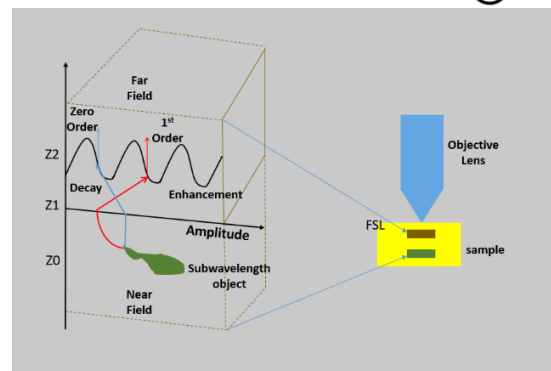 Far
Field
Zero
Order
1st
Order
Z2
Decay
Enhancement
Z1
Amplitude
Z0
Subwavelength
object
Near
Field
Objective
Lens
FSL
sample